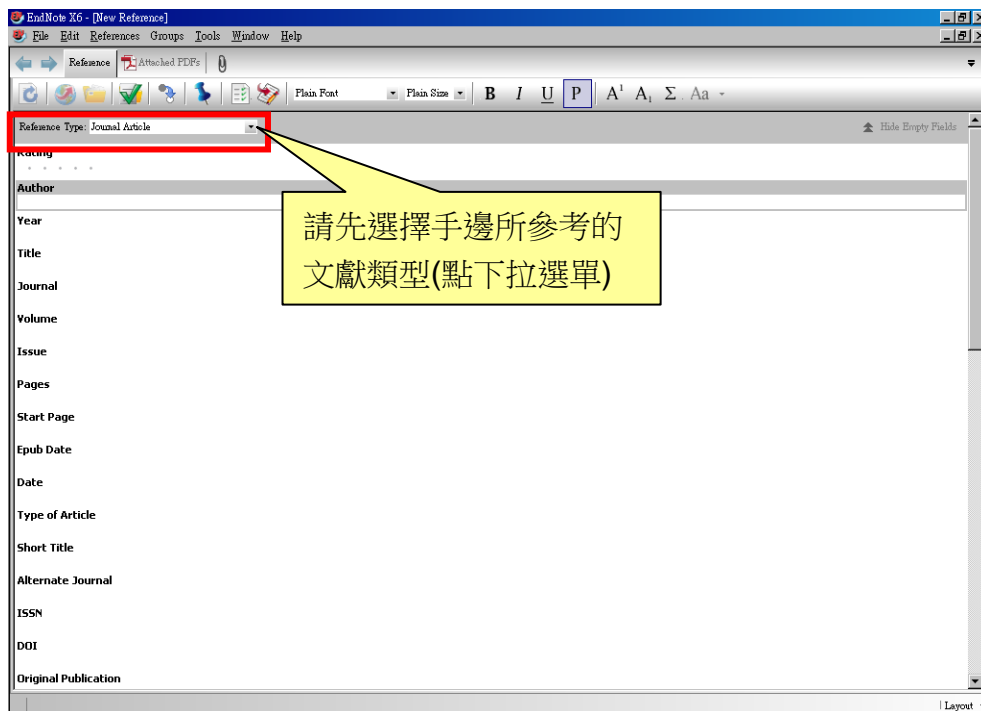 EndNote X6 - [New Reference]
File Edit References Groups Tools Window Help
Reference Attached PDFs
Plain Font Plain Size B I U P A¹ A₁ Σ Aa
Reference Type: Journal Article Hide Empty Fields
Rating
Author
Year
請先選擇手邊所參考的
文獻類型(點下拉選單)
Title
Journal
Volume
Issue
Pages
Start Page
Epub Date
Date
Type of Article
Short Title
Alternate Journal
ISSN
DOI
Original Publication
Layout